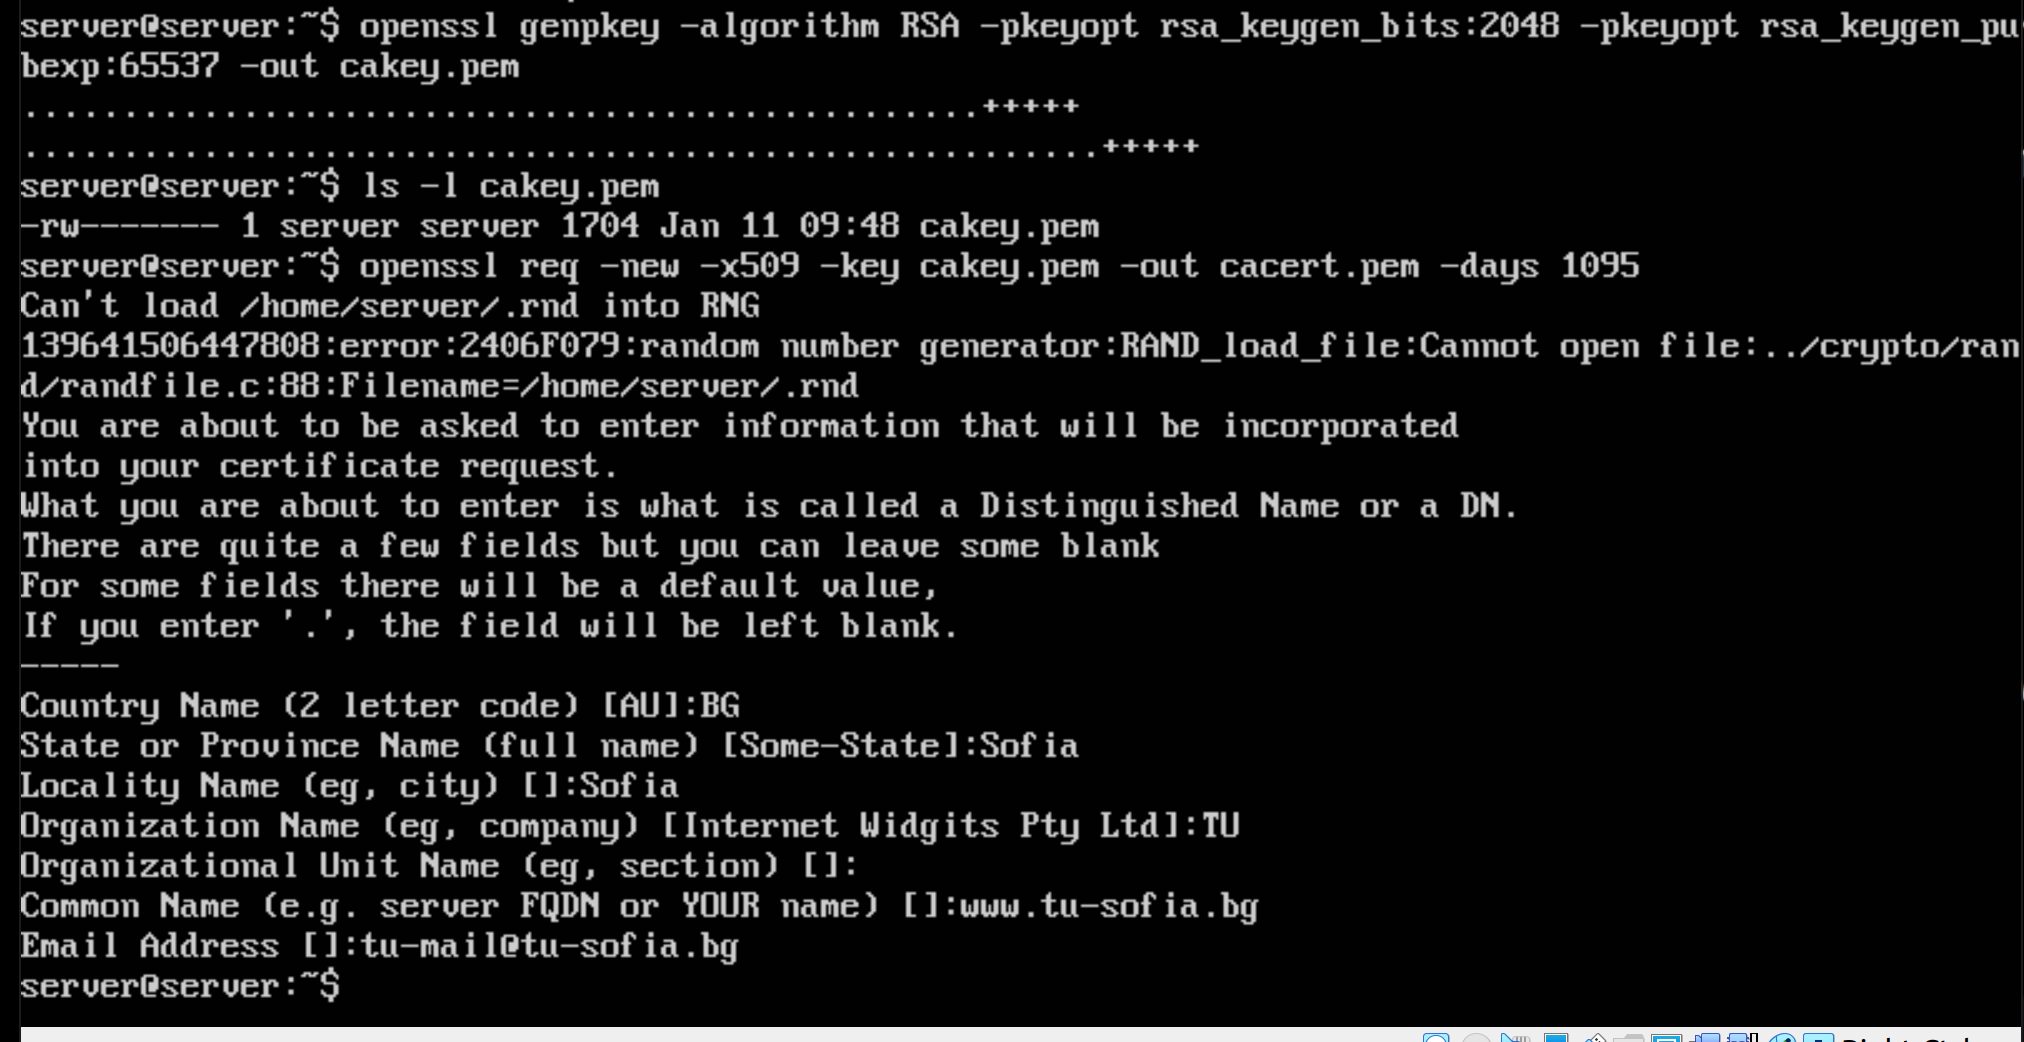 server@server:~$ openssl genpkey -algorithm RSA -pkeyopt rsa_keygen_bits:2048 -pkeyopt rsa_keygen_pu
bexp:65537 -out cakey.pem
................................................+++++
......................................................+++++
server@server:~$ ls -l cakey.pem
-rw------- 1 server server 1704 Jan 11 09:48 cakey.pem
server@server:~$ openssl req -new -x509 -key cakey.pem -out cacert.pem -days 1095
Can't load /home/server/.rnd into RNG
139641506447808:error:2406F079:random number generator:RAND_load_file:Cannot open file:../crypto/ran
d/randfile.c:88:Filename=/home/server/.rnd
You are about to be asked to enter information that will be incorporated
into your certificate request.
What you are about to enter is what is called a Distinguished Name or a DN.
There are quite a few fields but you can leave some blank
For some fields there will be a default value,
If you enter '.', the field will be left blank.
-----
Country Name (2 letter code) [AU]:BG
State or Province Name (full name) [Some-State]:Sofia
Locality Name (eg, city) []:Sofia
Organization Name (eg, company) [Internet Widgits Pty Ltd]:TU
Organizational Unit Name (eg, section) []:
Common Name (e.g. server FQDN or YOUR name) []:www.tu-sofia.bg
Email Address []:tu-mail@tu-sofia.bg
server@server:~$